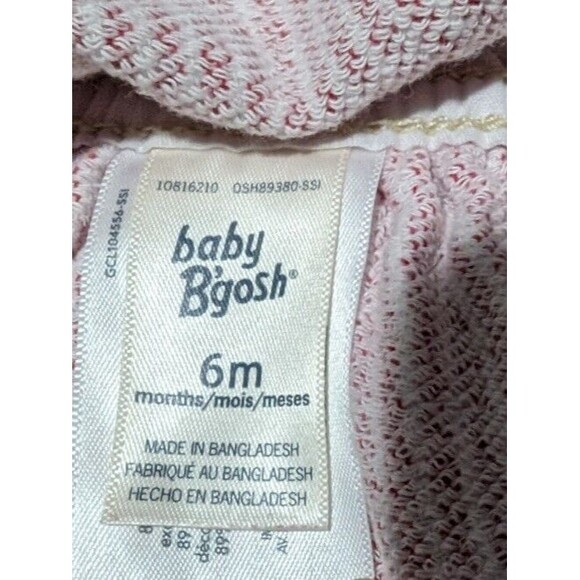 10816210 OSH89380-SSI
GCL104556-SSI
baby
B'gosh®
6m
months/mois/meses
MADE IN BANGLADESH
FABRIQUÉ AU BANGLADESH
HECHO EN BANGLADESH